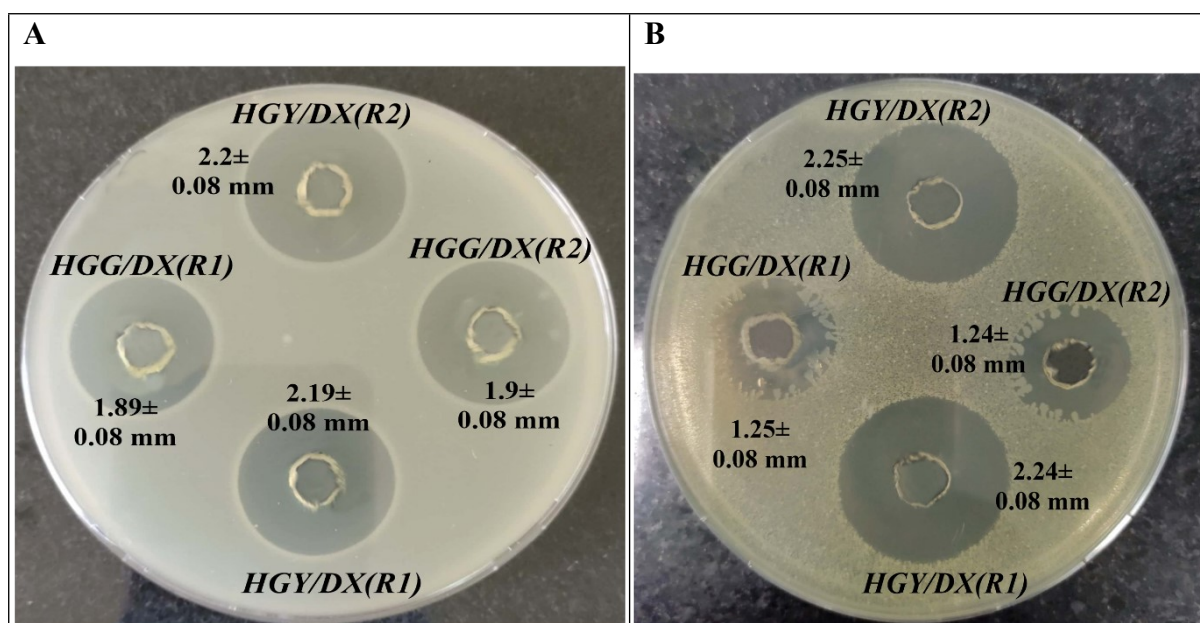 A
HGY/DX(R2)
2.2±
0.08 mm
HGG/DX(R1)
HGG/DX(R2)
1.89±
0.08 mm
2.19±
0.08 mm
1.9±
0.08 mm
HGY/DX(R1)
B
HGY/DX(R2)
2.25±
0.08 mm
HGG/DX(R1)
HGG/DX(R2)
1.24±
0.08 mm
1.25±
0.08 mm
2.24±
0.08 mm
HGY/DX(R1)